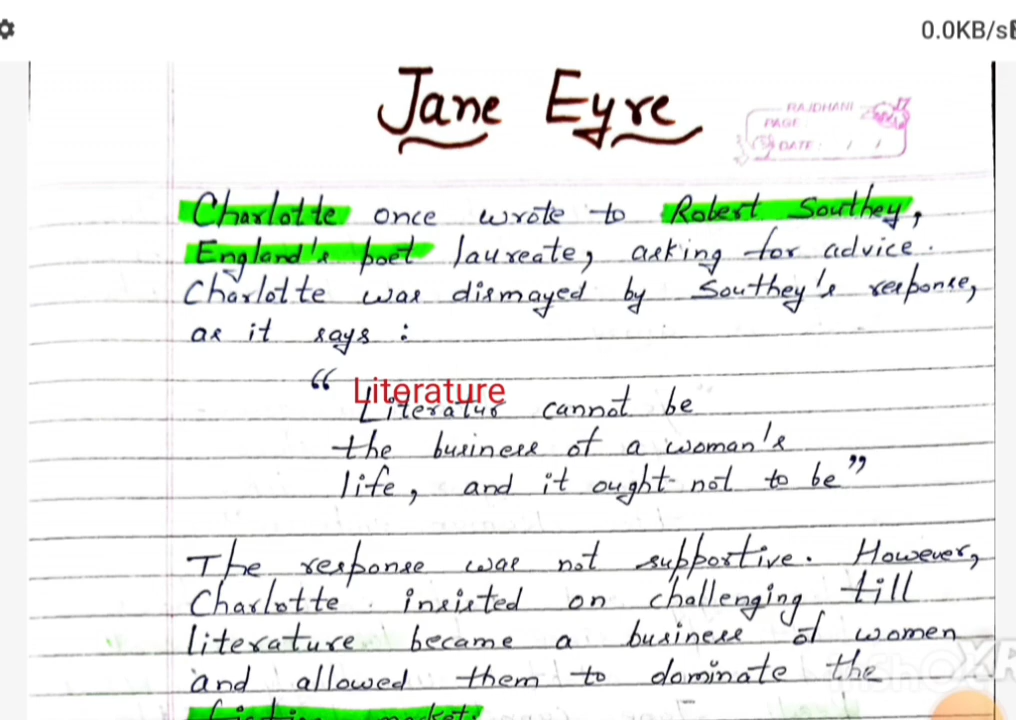 0.0KB/s
Jane Eyre
RAJDHANI
PAGE
DATE : / /
Charlotte once wrote to Robert Southey,
England's poet laureate, asking for advice.
Charlotte was dismayed by Southey's response,
as it says :
Literature
“ Literatue cannot be
the business of a woman's
life, and it ought not to be ”
The response was not supportive. However,
Charlotte insisted on challenging till
literature became a business of women
and allowed them to dominate the
fiction market.